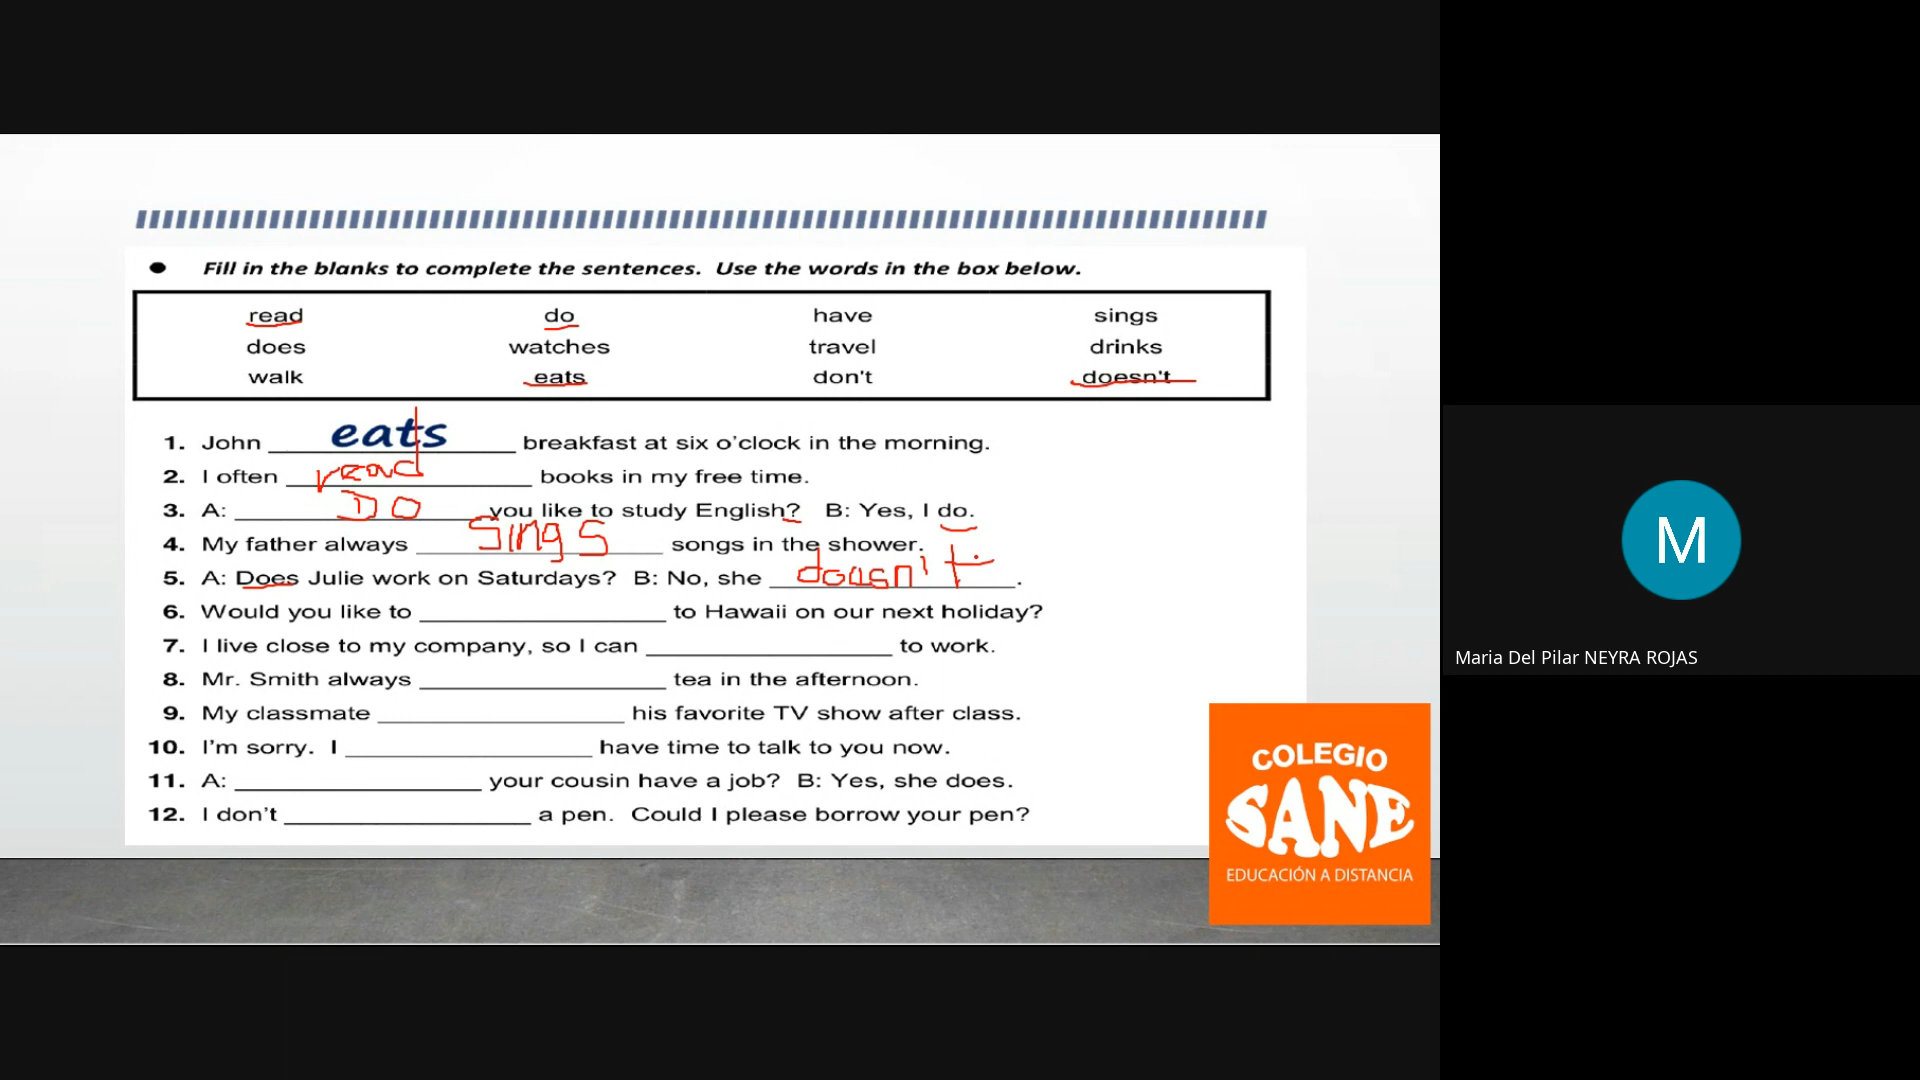 ● Fill in the blanks to complete the sentences. Use the words in the box below.
read do have sings
does watches travel drinks
walk eats don't doesn't
1. John eats breakfast at six o'clock in the morning.
2. I often read books in my free time.
3. A: DO you like to study English? B: Yes, I do.
4. My father always sings songs in the shower.
5. A: Does Julie work on Saturdays? B: No, she doesn't.
6. Would you like to ____________ to Hawaii on our next holiday?
7. I live close to my company, so I can ____________ to work.
8. Mr. Smith always ____________ tea in the afternoon.
9. My classmate ____________ his favorite TV show after class.
10. I'm sorry. I ____________ have time to talk to you now.
11. A: ____________ your cousin have a job? B: Yes, she does.
12. I don't ____________ a pen. Could I please borrow your pen?
COLEGIO
SANE
EDUCACIÓN A DISTANCIA
M
Maria Del Pilar NEYRA ROJAS